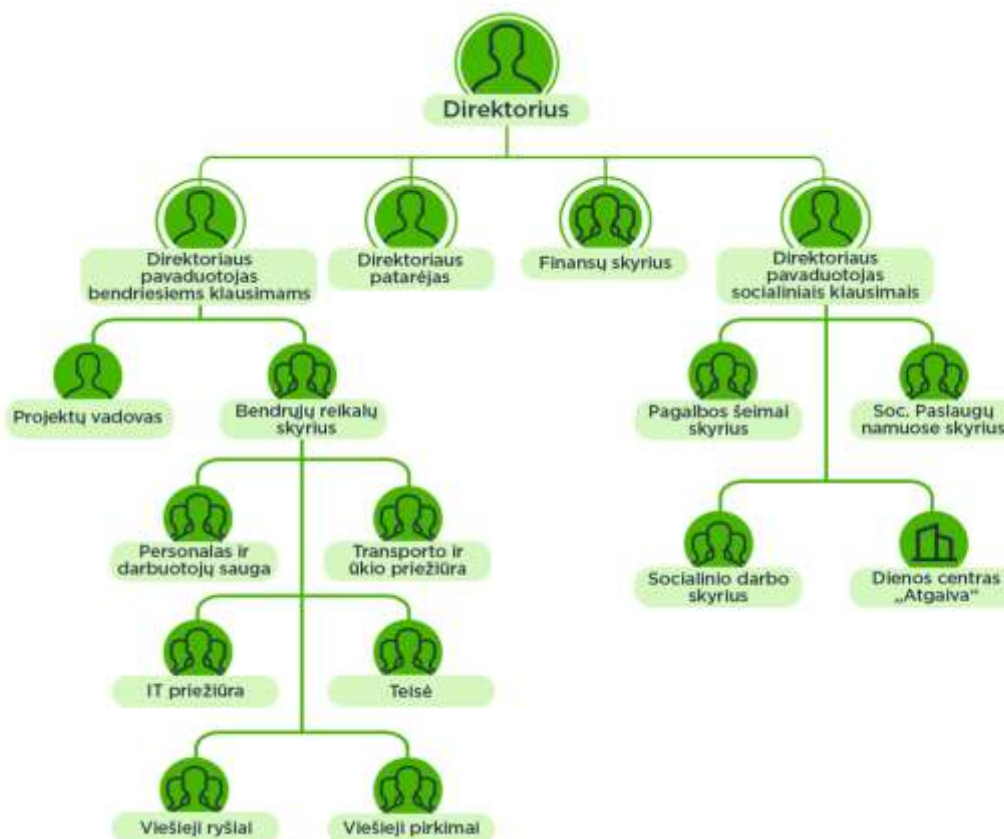 Direktorius
Direktoriaus
pavaduotojas
bendriesiems klausimams
Direktoriaus
patarėjas
Finansų skyrius
Direktoriaus
pavaduotojas
socialiniais klausimais
Projektų vadovas
Bendrųjų reikalų
skyrius
Pagalbos šeimai
skyrius
Soc. Paslaugų
namuose skyrius
Personalas ir
darbuotojų sauga
Transporto ir
ūkio priežiūra
Socialinio darbo
skyrius
Dienos centras
„Atgaiva“
IT priežiūra
Teisė
Viešieji ryšiai
Viešieji pirkimai